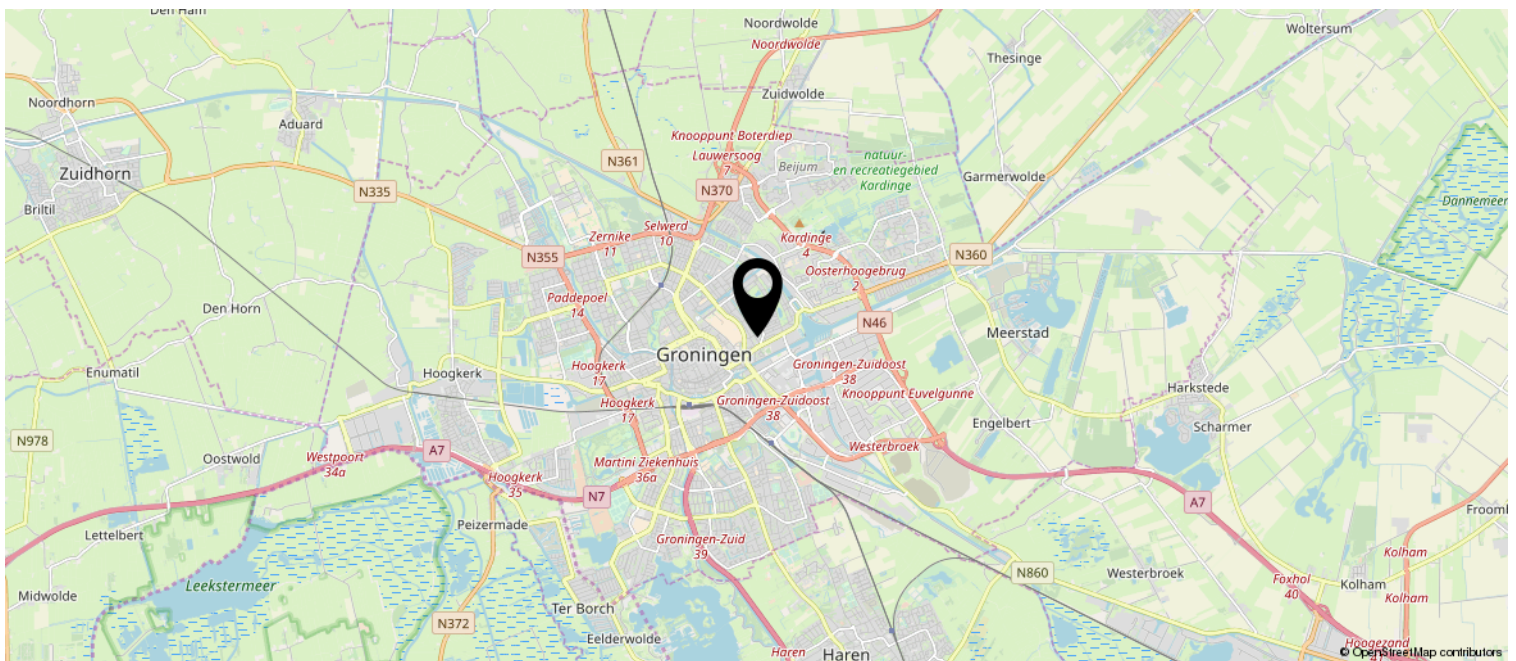 Den Ham
Noordwolde
Woltersum
Noordwolde
Thesinge
Noordhorn
Zuidwolde
Aduard
Knooppunt Boterdiep
Lauwersoog
7
natuur-
en recreatiegebied
Kardinge
N361
Beijum
Zuidhorn
Garmerwolde
N335
N370
Dannemeer
Briltil
Selwerd
10
Zernike
11
Kardinge
4
N355
N360
Oosterhoogebrug
2
Paddepoel
14
Den Horn
N46
Meerstad
Groningen
Hoogkerk
17
Groningen-Zuidoost
38
Enumatil
Hoogkerk
Knooppunt Euvelgunne
Harkstede
Hoogkerk
17
Groningen-Zuidoost
38
Engelbert
Scharmer
N978
A7
Westerbroek
Oostwold
Westpoort
34a
Martini Ziekenhuis
36a
Hoogkerk
35
N7
A7
Peizermade
Lettelbert
Groningen-Zuid
39
Kolham
N860
Westerbroek
Foxhol
40
Kolham
Leekstermeer
Midwolde
Kolham
Ter Borch
N372
Eelderwolde
Haren
Haren
Hoogezand
© OpenStreetMap contributors